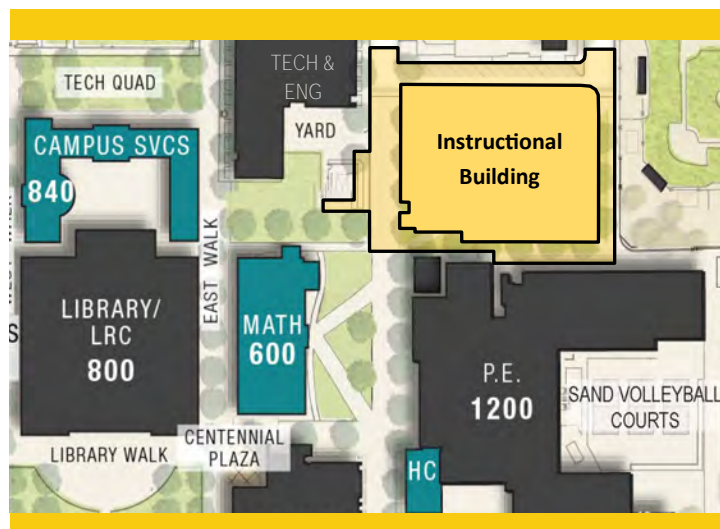 TECH QUAD
TECH &
ENG
YARD
Instructional
Building
CAMPUS SVCS
840
EAST WALK
LIBRARY/
LRC
800
MATH
600
P.E.
1200
SAND VOLLEYBALL
COURTS
CENTENNIAL
PLAZA
LIBRARY WALK
HC